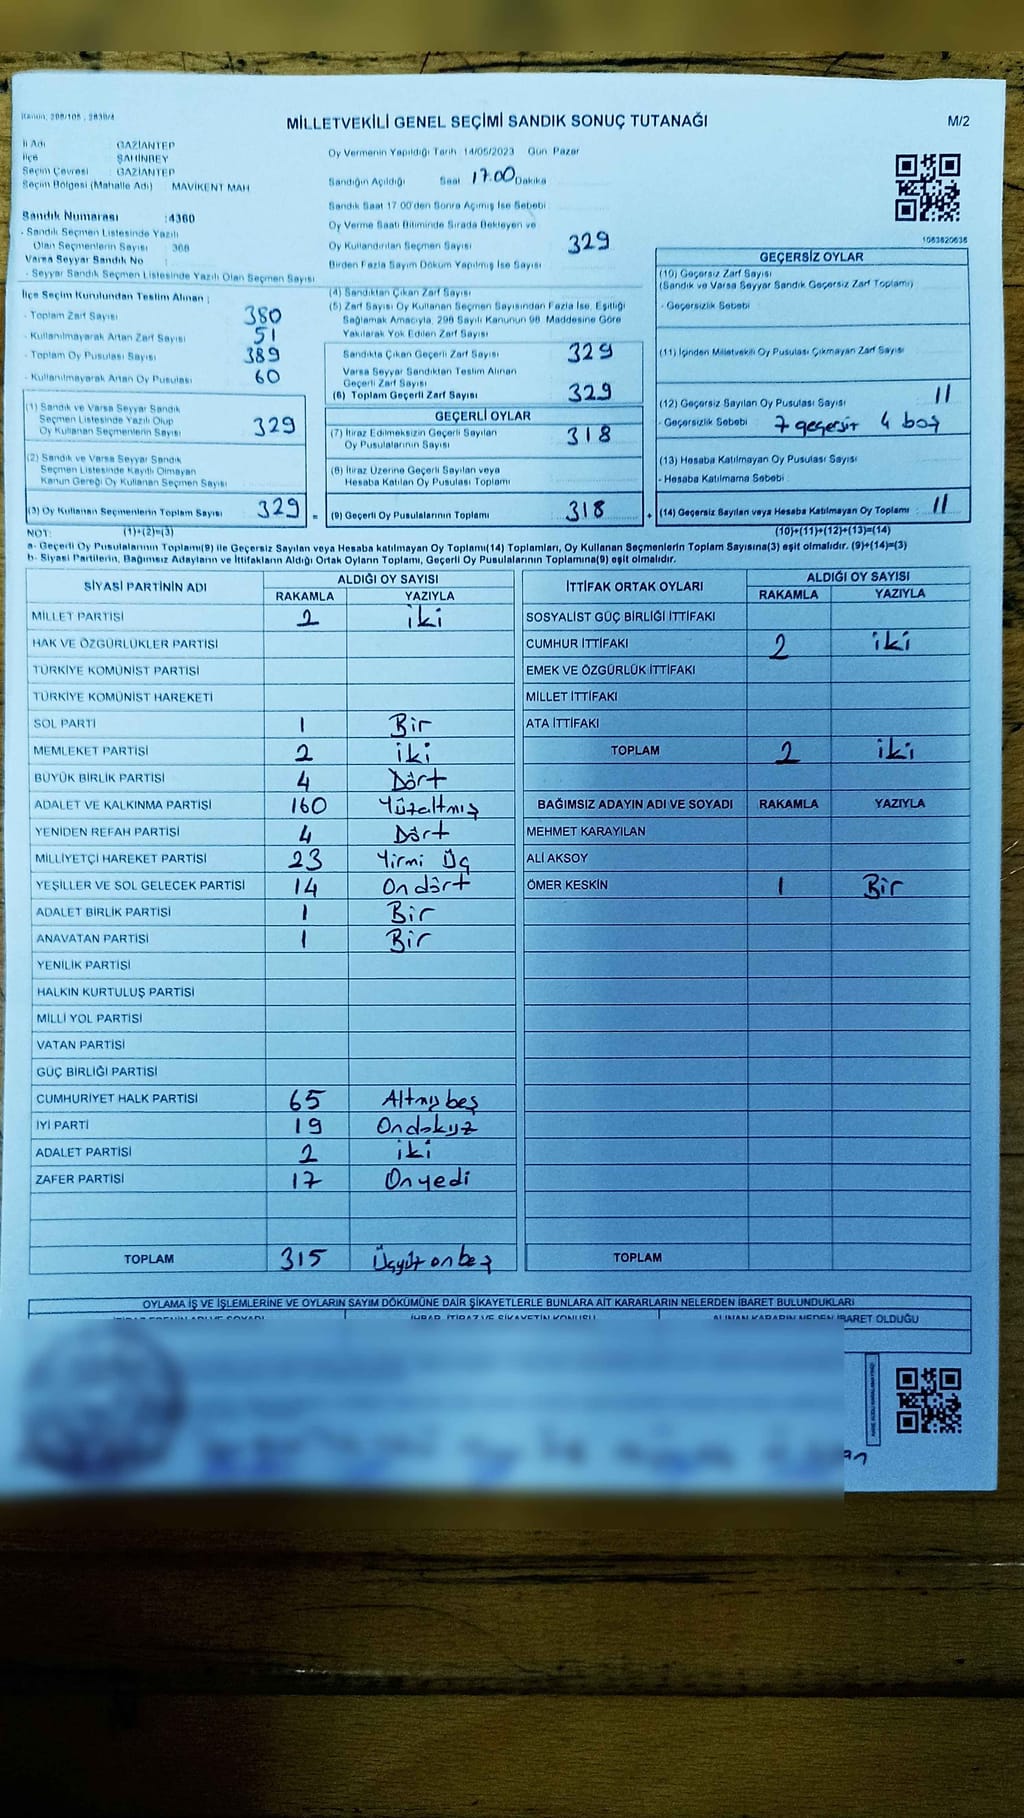 Kanun, 298/105 , 2839/4
MİLLETVEKİLİ GENEL SEÇİMİ SANDIK SONUÇ TUTANAĞI
M/2
İl Adı : GAZİANTEP
İlçe : ŞAHİNBEY
Seçim Çevresi : GAZİANTEP
Seçim Bölgesi (Mahalle Adı) : MAVİKENT MAH
Sandık Numarası :4360
- Sandık Seçmen Listesinde Yazılı
Olan Seçmenlerin Sayısı : 368
Varsa Seyyar Sandık No :
- Seyyar Sandık Seçmen Listesinde Yazılı Olan Seçmen Sayısı
Oy Vermenin Yapıldığı Tarih :14/05/2023 Gün :Pazar
Sandığın Açıldığı Saat 17.00 Dakika
Sandık Saat 17.00'den Sonra Açımış İse Sebebi
Oy Verme Saati Bitiminde Sırada Bekleyen ve
Oy Kullandırılan Seçmen Sayısı 329
Birden Fazla Sayım Döküm Yapılmış İse Sayısı
1063820636
İlçe Seçim Kurulundan Teslim Alınan ;
- Toplam Zarf Sayısı 380
- Kullanılmayarak Artan Zarf Sayısı 51
- Toplam Oy Pusulası Sayısı 389
- Kullanılmayarak Artan Oy Pusulası 60
(1) Sandık ve Varsa Seyyar Sandık
Seçmen Listesinde Yazılı Olup
Oy Kullanan Seçmenlerin Sayısı 329
(2) Sandık ve Varsa Seyyar Sandık
Seçmen Listesinde Kayıtlı Olmayan
Kanun Gereği Oy Kullanan Seçmen Sayısı
(3) Oy Kullanan Seçmenlerin Toplam Sayısı 329 =
(4) Sandıktan Çıkan Zarf Sayısı
(5) Zarf Sayısı Oy Kullanan Seçmen Sayısından Fazla İse, Eşitliği
Sağlamak Amacıyla, 298 Sayılı Kanunun 98. Maddesine Göre
Yakılarak Yok Edilen Zarf Sayısı
Sandıkta Çıkan Geçerli Zarf Sayısı 329
Varsa Seyyar Sandıktan Teslim Alınan
Geçerli Zarf Sayısı
(6) Toplam Geçerli Zarf Sayısı 329
GEÇERLİ OYLAR
(7) İtiraz Edilmeksizin Geçerli Sayılan
Oy Pusulalarının Sayısı 318
(8) İtiraz Üzerine Geçerli Sayılan veya
Hesaba Katılan Oy Pusulası Toplamı
(9) Geçerli Oy Pusulalarının Toplamı 318 +
GEÇERSİZ OYLAR
(10) Geçersiz Zarf Sayısı
(Sandık ve Varsa Seyyar Sandık Geçersiz Zarf Toplamı)
- Geçersizlik Sebebi
(11) İçinden Milletvekili Oy Pusulası Çıkmayan Zarf Sayısı
(12) Geçersiz Sayılan Oy Pusulası Sayısı 11
- Geçersizlik Sebebi 7 geçersiz 4 boş
(13) Hesaba Katılmayan Oy Pusulası Sayısı
- Hesaba Katılmama Sebebi
(14) Geçersiz Sayılan veya Hesaba Katılmayan Oy Toplamı : 11
NOT: (1)+(2)=(3) (10)+(11)+(12)+(13)=(14)
a- Geçerli Oy Pusulalarının Toplamı(9) ile Geçersiz Sayılan veya Hesaba katılmayan Oy Toplamı(14) Toplamları, Oy Kullanan Seçmenlerin Toplam Sayısına(3) eşit olmalıdır. (9)+(14)=(3)
b- Siyasi Partilerin, Bağımsız Adayların ve İttifakların Aldığı Ortak Oyların Toplamı, Geçerli Oy Pusulalarının Toplamına(9) eşit olmalıdır.
SİYASİ PARTİNİN ADI ALDIĞI OY SAYISI
RAKAMLA YAZIYLA
MİLLET PARTİSİ 2 iki
HAK VE ÖZGÜRLÜKLER PARTİSİ
TÜRKİYE KOMÜNİST PARTİSİ
TÜRKİYE KOMÜNİST HAREKETİ
SOL PARTİ 1 Bir
MEMLEKET PARTİSİ 2 iki
BÜYÜK BİRLİK PARTİSİ 4 Dört
ADALET VE KALKINMA PARTİSİ 160 Yüzaltmış
YENİDEN REFAH PARTİSİ 4 Dört
MİLLİYETÇİ HAREKET PARTİSİ 23 Yirmi Üç
YEŞİLLER VE SOL GELECEK PARTİSİ 14 On dört
ADALET BİRLİK PARTİSİ 1 Bir
ANAVATAN PARTİSİ 1 Bir
YENİLİK PARTİSİ
HALKIN KURTULUŞ PARTİSİ
MİLLİ YOL PARTİSİ
VATAN PARTİSİ
GÜÇ BİRLİĞİ PARTİSİ
CUMHURİYET HALK PARTİSİ 65 Altmış beş
İYİ PARTİ 19 Ondokuz
ADALET PARTİSİ 2 iki
ZAFER PARTİSİ 17 Onyedi
TOPLAM 315 Üçyüz on beş
İTTİFAK ORTAK OYLARI ALDIĞI OY SAYISI
RAKAMLA YAZIYLA
SOSYALİST GÜÇ BİRLİĞİ İTTİFAKI
CUMHUR İTTİFAKI 2 iki
EMEK VE ÖZGÜRLÜK İTTİFAKI
MİLLET İTTİFAKI
ATA İTTİFAKI
TOPLAM 2 iki
BAĞIMSIZ ADAYIN ADI VE SOYADI RAKAMLA YAZIYLA
MEHMET KARAYILAN
ALİ AKSOY
ÖMER KESKİN 1 Bir
TOPLAM
OYLAMA İŞ VE İŞLEMLERİNE VE OYLARIN SAYIM DÖKÜMÜNE DAİR ŞİKAYETLERLE BUNLARA AİT KARARLARIN NELERDEN İBARET BULUNDUKLARI
İHBAR, İTİRAZ VE ŞİKAYETİN KONUSU ALINAN KARARIN NEDEN İBARET OLDUĞU